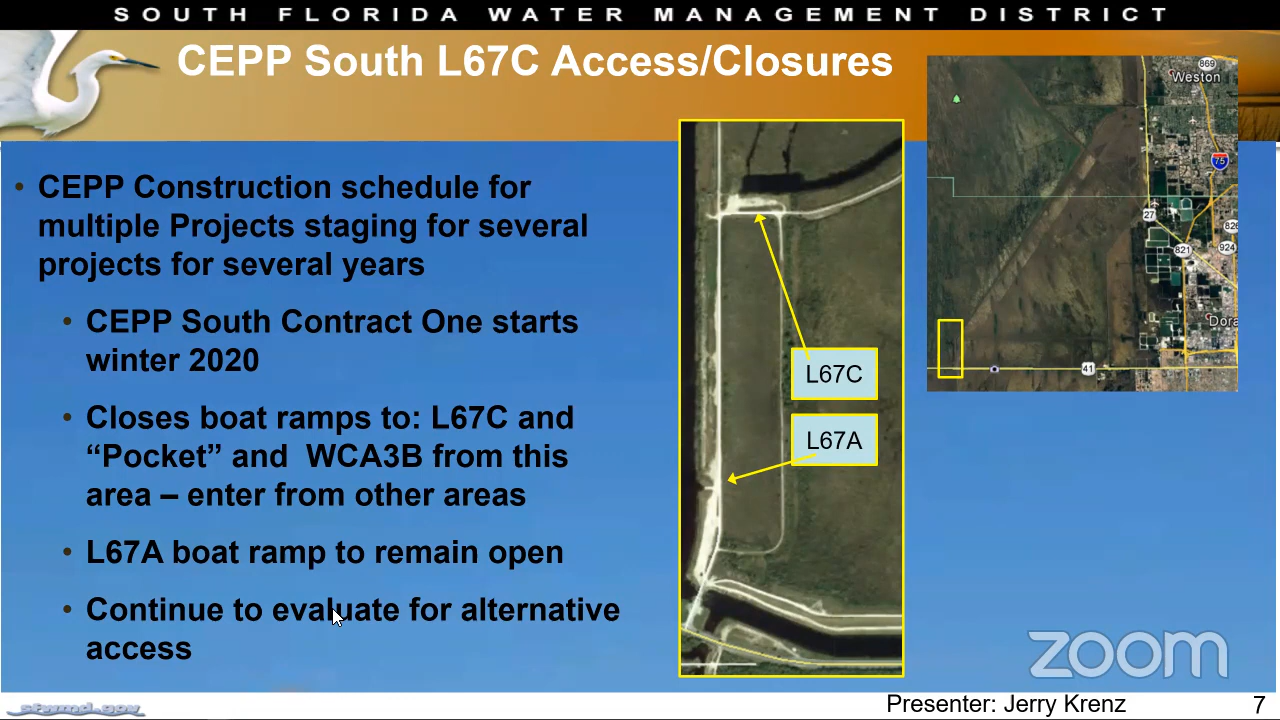 SOUTH FLORIDA WATER MANAGEMENT DISTRICT
CEPP South L67C Access/Closures
• CEPP Construction schedule for
multiple Projects staging for several
projects for several years
• CEPP South Contract One starts
winter 2020
• Closes boat ramps to: L67C and
“Pocket” and WCA3B from this
area – enter from other areas
• L67A boat ramp to remain open
• Continue to evaluate for alternative
access
L67C
L67A
869
Weston
75
27
821
924
Dora
41
zoom
sfwmd.gov
Presenter: Jerry Krenz
7